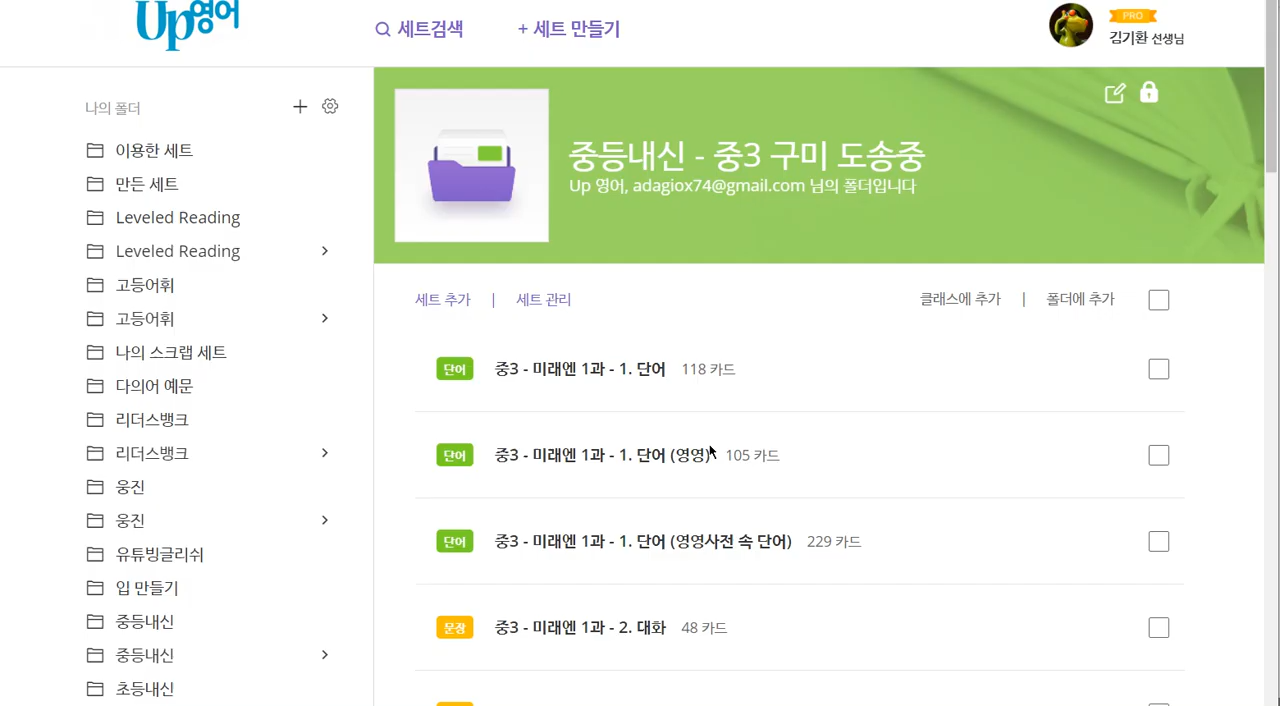 Up영어
세트검색
+ 세트 만들기
PRO
김기환 선생님
나의 폴더
이용한 세트
만든 세트
Leveled Reading
Leveled Reading
고등어휘
고등어휘
나의 스크랩 세트
다의어 예문
리더스뱅크
리더스뱅크
웅진
웅진
유튜빙글리쉬
입 만들기
중등내신
중등내신
초등내신
중등내신 - 중3 구미 도송중
Up 영어, adagiox74@gmail.com 님의 폴더입니다
세트 추가 | 세트 관리
클래스에 추가 | 폴더에 추가
단어 중3 - 미래엔 1과 - 1. 단어 118 카드
단어 중3 - 미래엔 1과 - 1. 단어 (영영) 105 카드
단어 중3 - 미래엔 1과 - 1. 단어 (영영사전 속 단어) 229 카드
문장 중3 - 미래엔 1과 - 2. 대화 48 카드